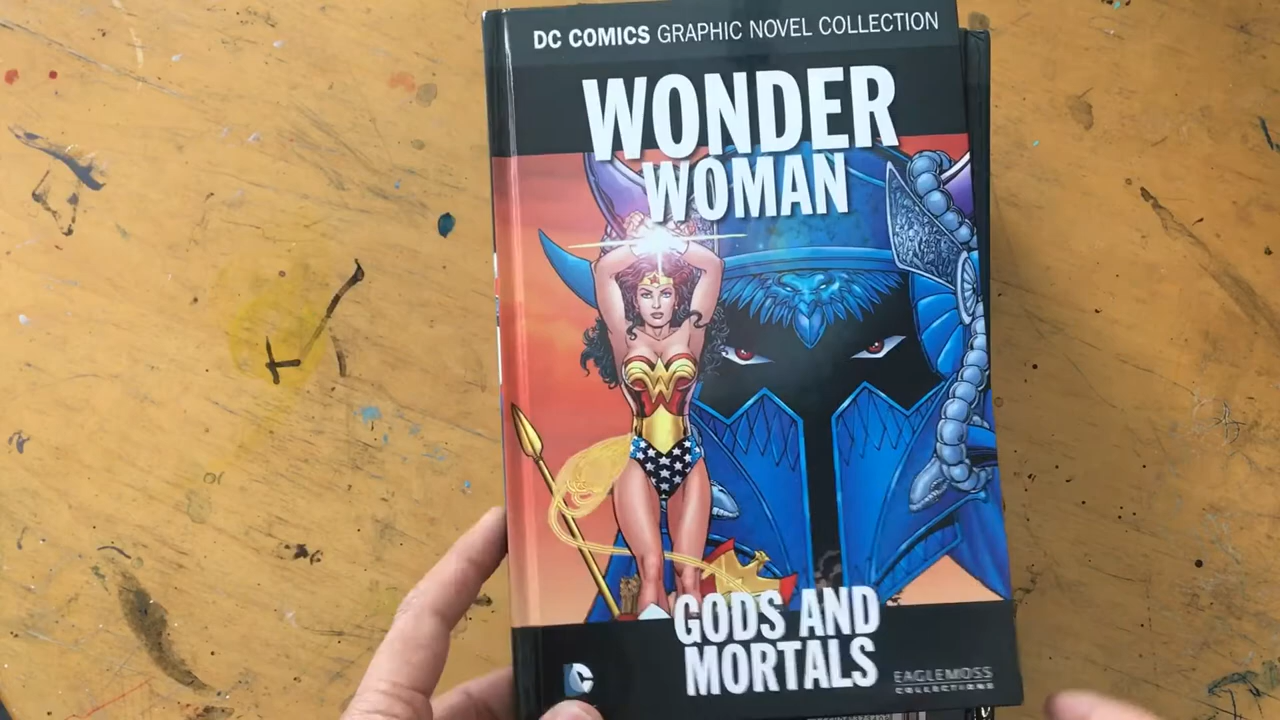 DC COMICS GRAPHIC NOVEL COLLECTION
WONDER
WOMAN
GODS AND
MORTALS
EAGLEMOSS
COLLECTIONS